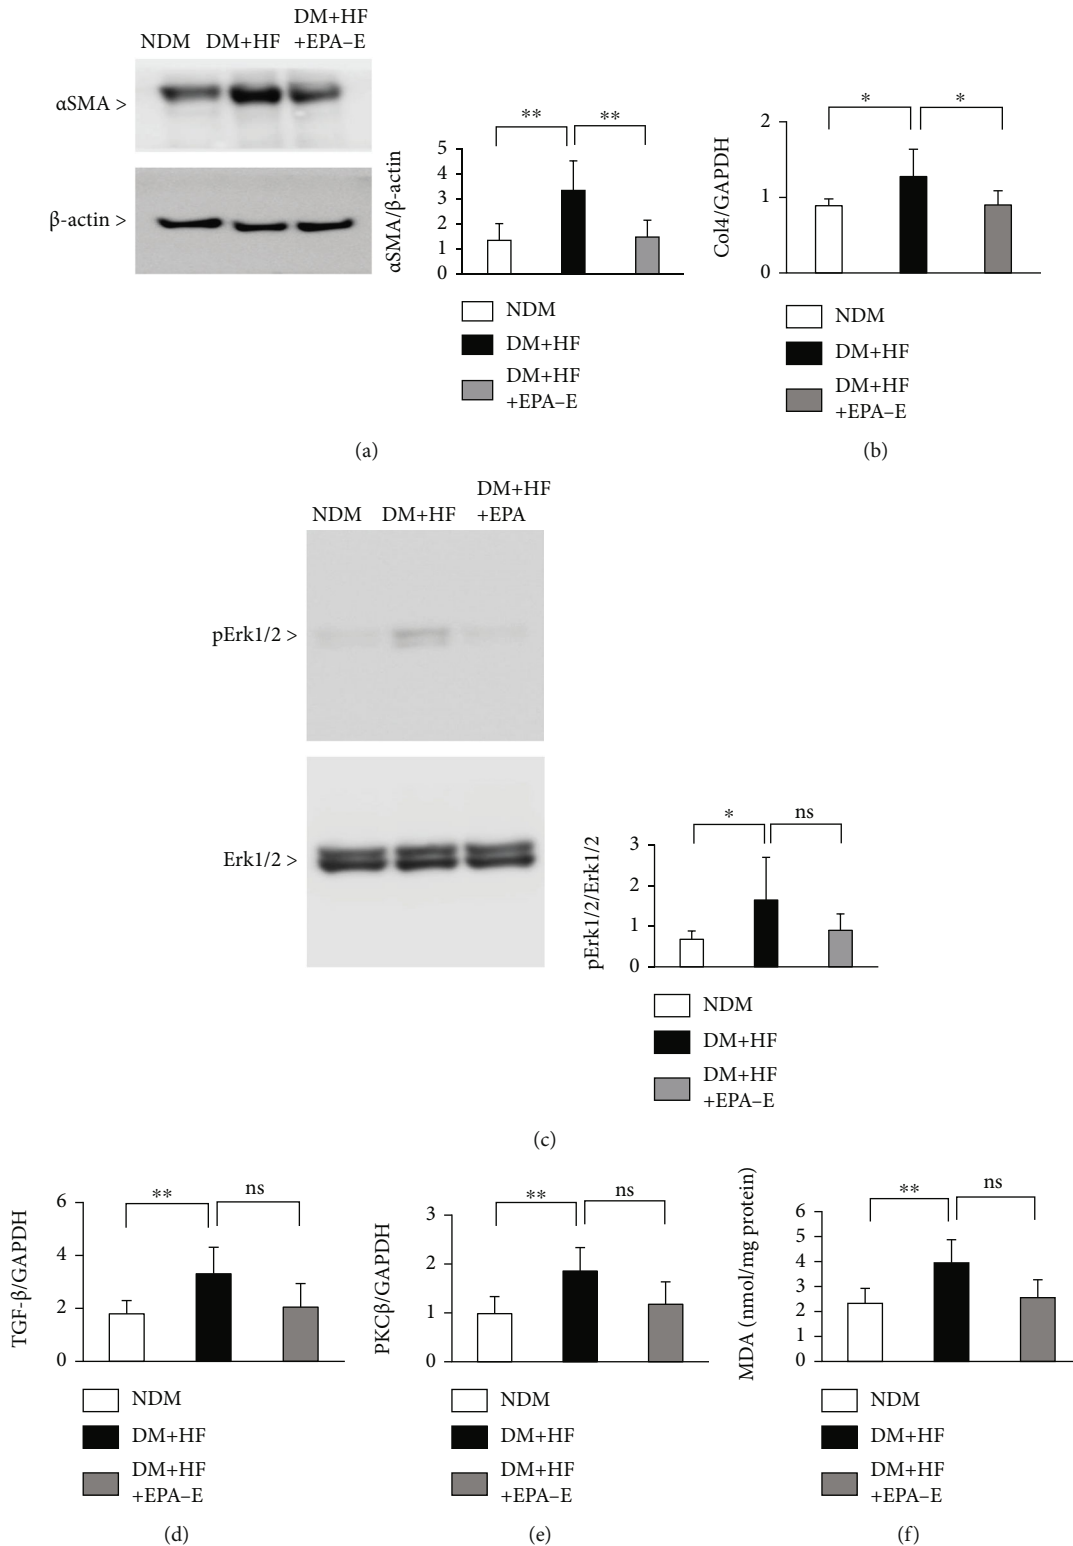 NDM DM+HF DM+HF
+EPA–E
αSMA >
β-actin >
** **
αSMA/β-actin
5
4
3
2
1
0
NDM
DM+HF
DM+HF
+EPA–E
(a)
* *
Col4/GAPDH
2
1
0
NDM
DM+HF
DM+HF
+EPA–E
(b)
NDM DM+HF DM+HF
+EPA
pErk1/2 >
Erk1/2 >
* ns
pErk1/2/Erk1/2
3
2
1
0
NDM
DM+HF
DM+HF
+EPA–E
(c)
** ns
TGF-β/GAPDH
6
4
2
0
NDM
DM+HF
DM+HF
+EPA–E
(d)
** ns
PKCβ/GAPDH
3
2
1
0
NDM
DM+HF
DM+HF
+EPA–E
(e)
** ns
MDA (nmol/mg protein)
6
5
4
3
2
1
0
NDM
DM+HF
DM+HF
+EPA–E
(f)